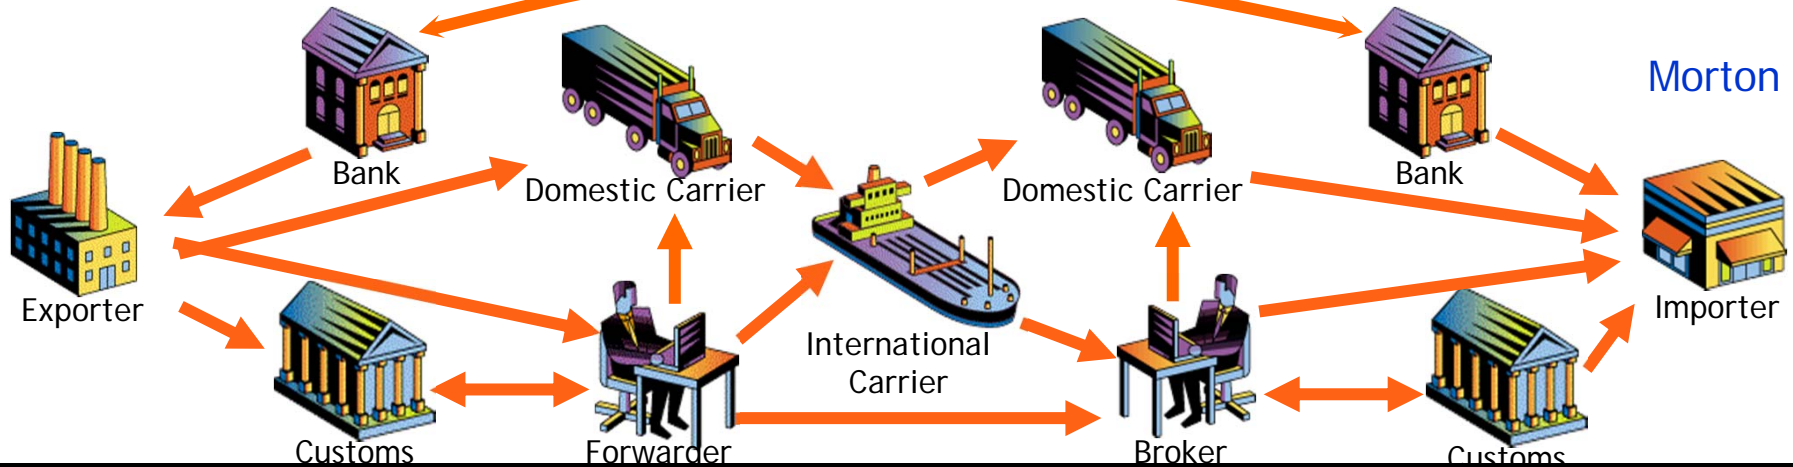 Morton
Bank
Domestic Carrier
Domestic Carrier
Bank
Exporter
Importer
International
Carrier
Customs
Forwarder
Broker
Customs